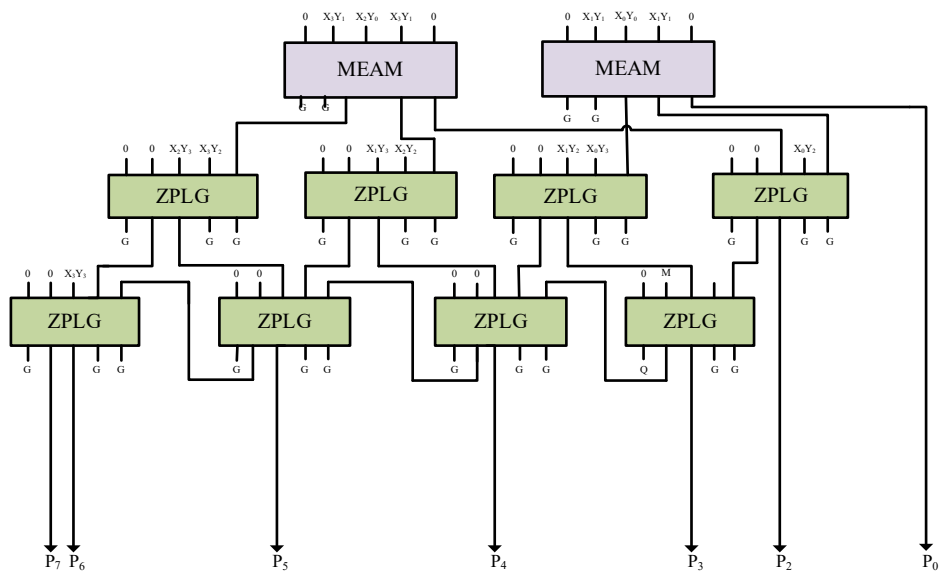 0 X₃Y₁ X₂Y₀ X₃Y₁ 0 0 X₁Y₁ X₀Y₀ X₁Y₁ 0
MEAM MEAM
G G G G
0 0 X₂Y₃ X₃Y₂ 0 0 X₁Y₃ X₂Y₂ 0 0 X₁Y₂ X₀Y₃ 0 0 X₀Y₂
ZPLG ZPLG ZPLG ZPLG
G G G G G G G G G G G G
0 0 X₃Y₃ 0 0 0 0 0 M
ZPLG ZPLG ZPLG ZPLG
G G G G G G G G G Q G G
P₇ P₆ P₅ P₄ P₃ P₂ P₀